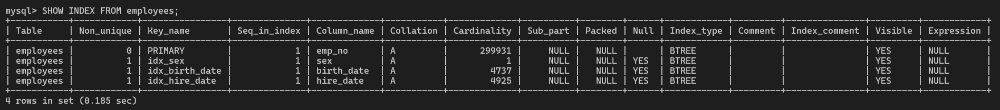 mysql> SHOW INDEX FROM employees;
+-----------+------------+----------------+--------------+-------------+-----------+-------------+----------+--------+------+------------+---------+---------------+---------+------------+
| Table     | Non_unique | Key_name       | Seq_in_index | Column_name | Collation | Cardinality | Sub_part | Packed | Null | Index_type | Comment | Index_comment | Visible | Expression |
+-----------+------------+----------------+--------------+-------------+-----------+-------------+----------+--------+------+------------+---------+---------------+---------+------------+
| employees |          0 | PRIMARY        |            1 | emp_no      | A         |      299931 |     NULL |   NULL |      | BTREE      |         |               | YES     | NULL       |
| employees |          1 | idx_sex        |            1 | sex         | A         |           1 |     NULL |   NULL | YES  | BTREE      |         |               | YES     | NULL       |
| employees |          1 | idx_birth_date |            1 | birth_date  | A         |        4737 |     NULL |   NULL | YES  | BTREE      |         |               | YES     | NULL       |
| employees |          1 | idx_hire_date  |            1 | hire_date   | A         |        4925 |     NULL |   NULL | YES  | BTREE      |         |               | YES     | NULL       |
+-----------+------------+----------------+--------------+-------------+-----------+-------------+----------+--------+------+------------+---------+---------------+---------+------------+
4 rows in set (0.185 sec)